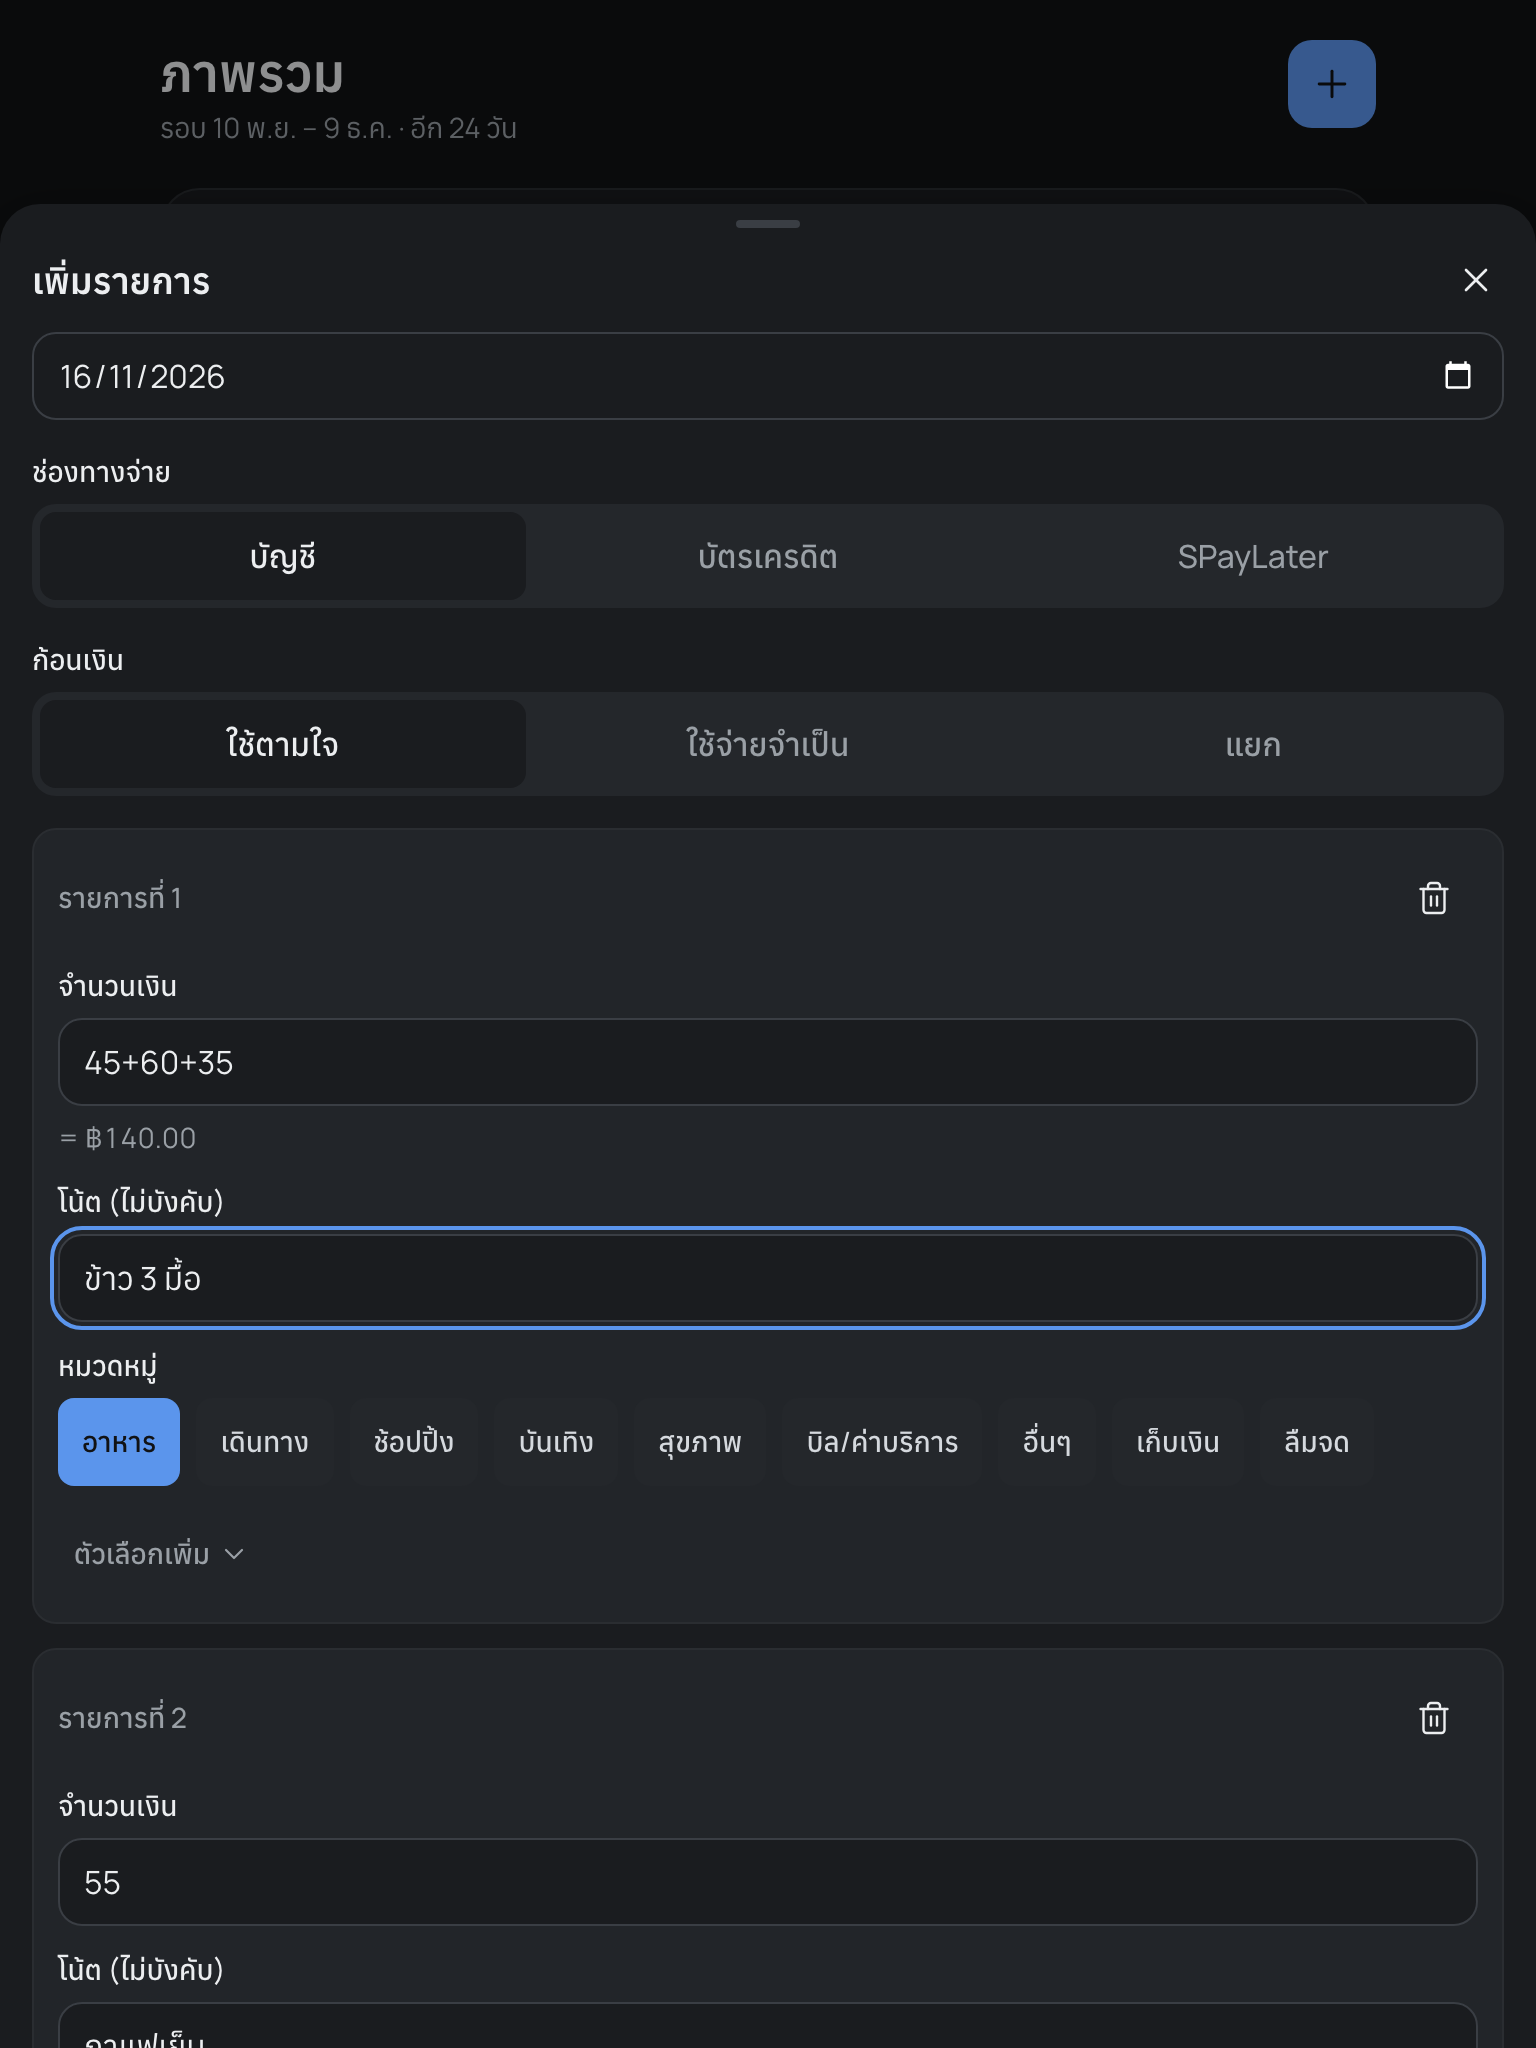 ภาพรวม
รอบ 10 พ.ย. – 9 ธ.ค. · อีก 24 วัน
เพิ่มรายการ
16/11/2026
ช่องทางจ่าย
บัญชี บัตรเครดิต SPayLater
ก้อนเงิน
ใช้ตามใจ ใช้จ่ายจำเป็น แยก
รายการที่ 1
จำนวนเงิน
45+60+35
= ฿140.00
โน้ต (ไม่บังคับ)
ข้าว 3 มื้อ
หมวดหมู่
อาหาร เดินทาง ช้อปปิ้ง บันเทิง สุขภาพ บิล/ค่าบริการ อื่นๆ เก็บเงิน ลืมจด
ตัวเลือกเพิ่ม
รายการที่ 2
จำนวนเงิน
55
โน้ต (ไม่บังคับ)
กาแฟเย็น